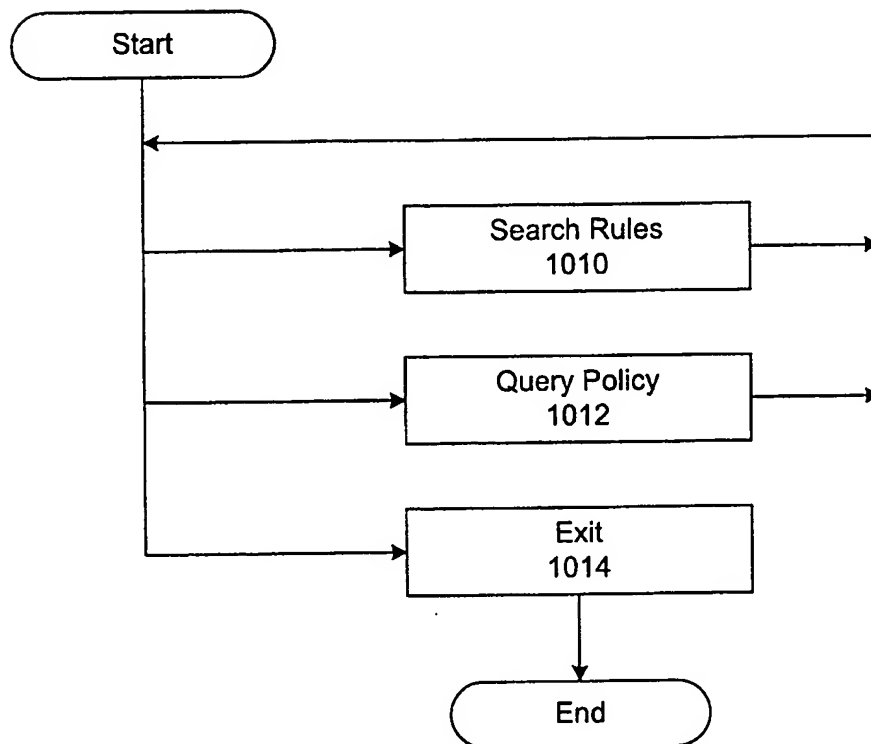 Start
Search Rules
1010
Query Policy
1012
Exit
1014
End